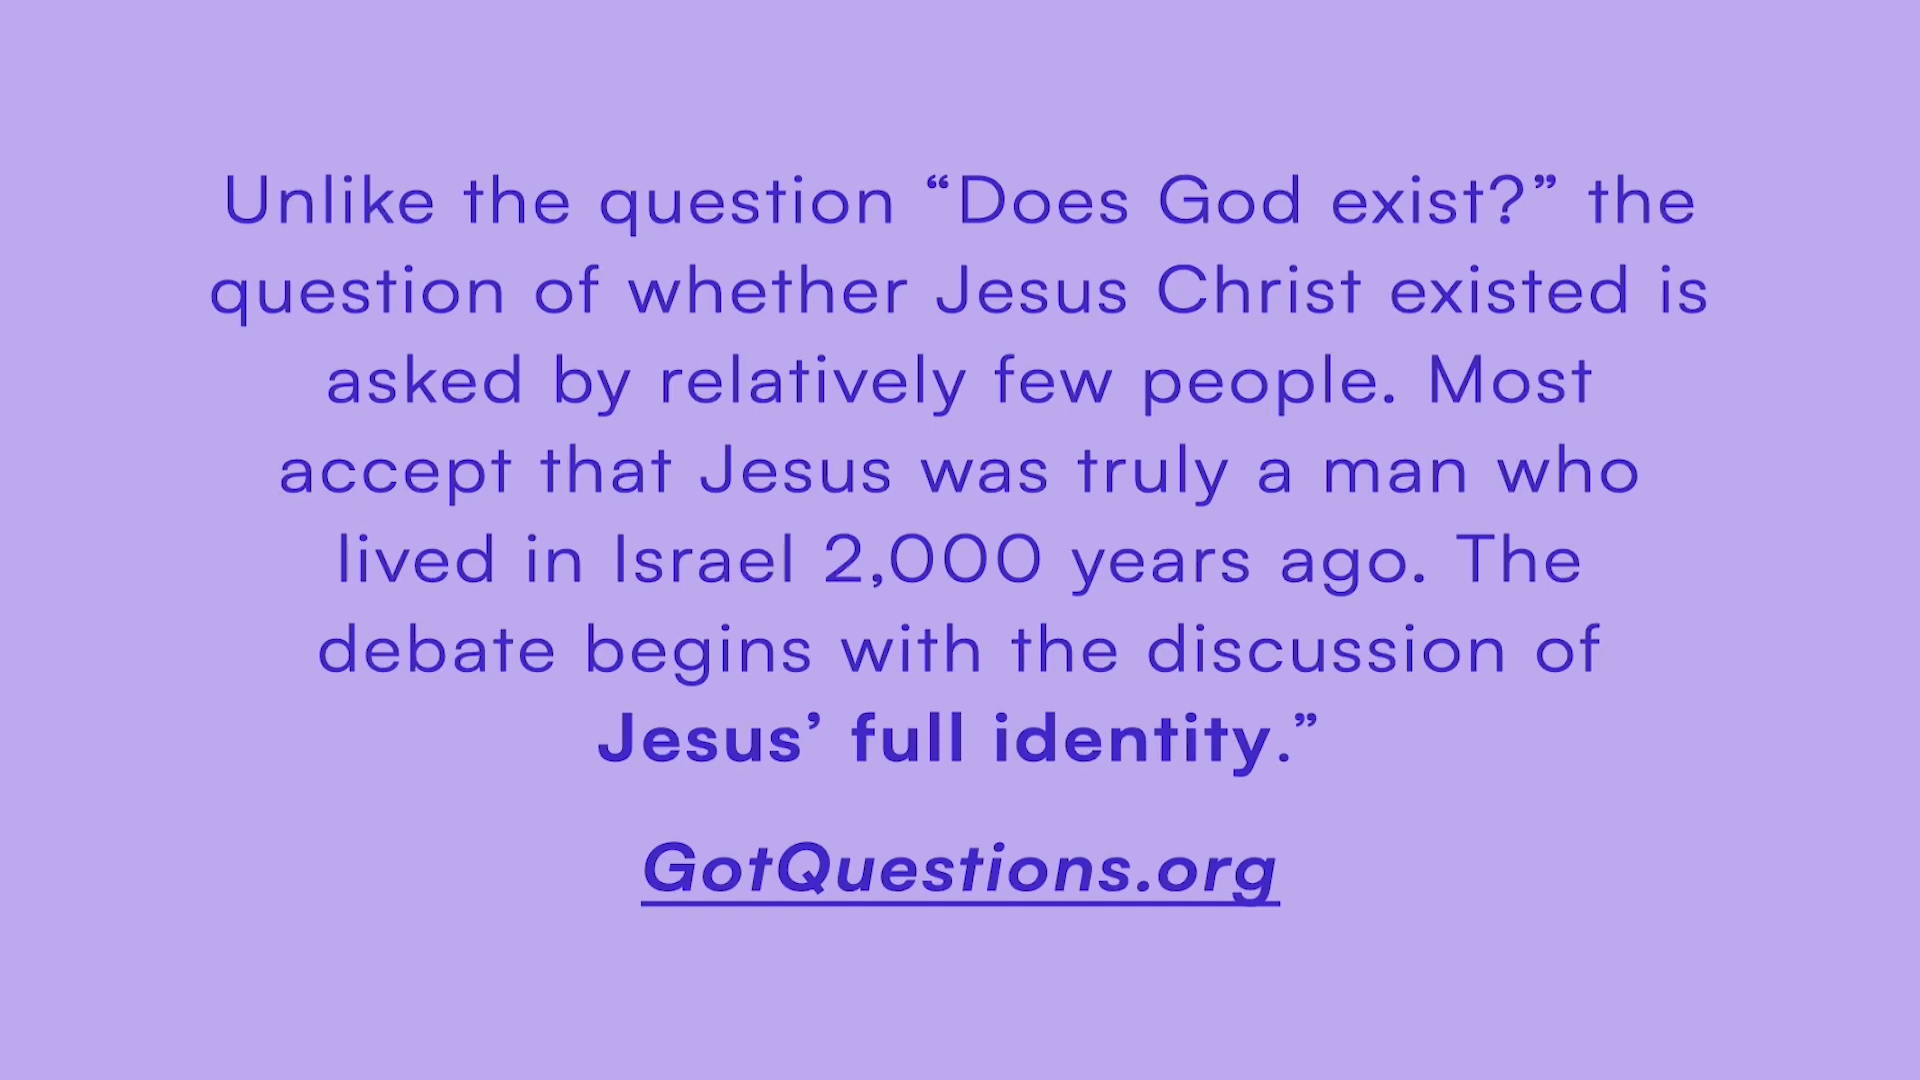 Unlike the question “Does God exist?” the
question of whether Jesus Christ existed is
asked by relatively few people. Most
accept that Jesus was truly a man who
lived in Israel 2,000 years ago. The
debate begins with the discussion of
Jesus’ full identity.”
GotQuestions.org